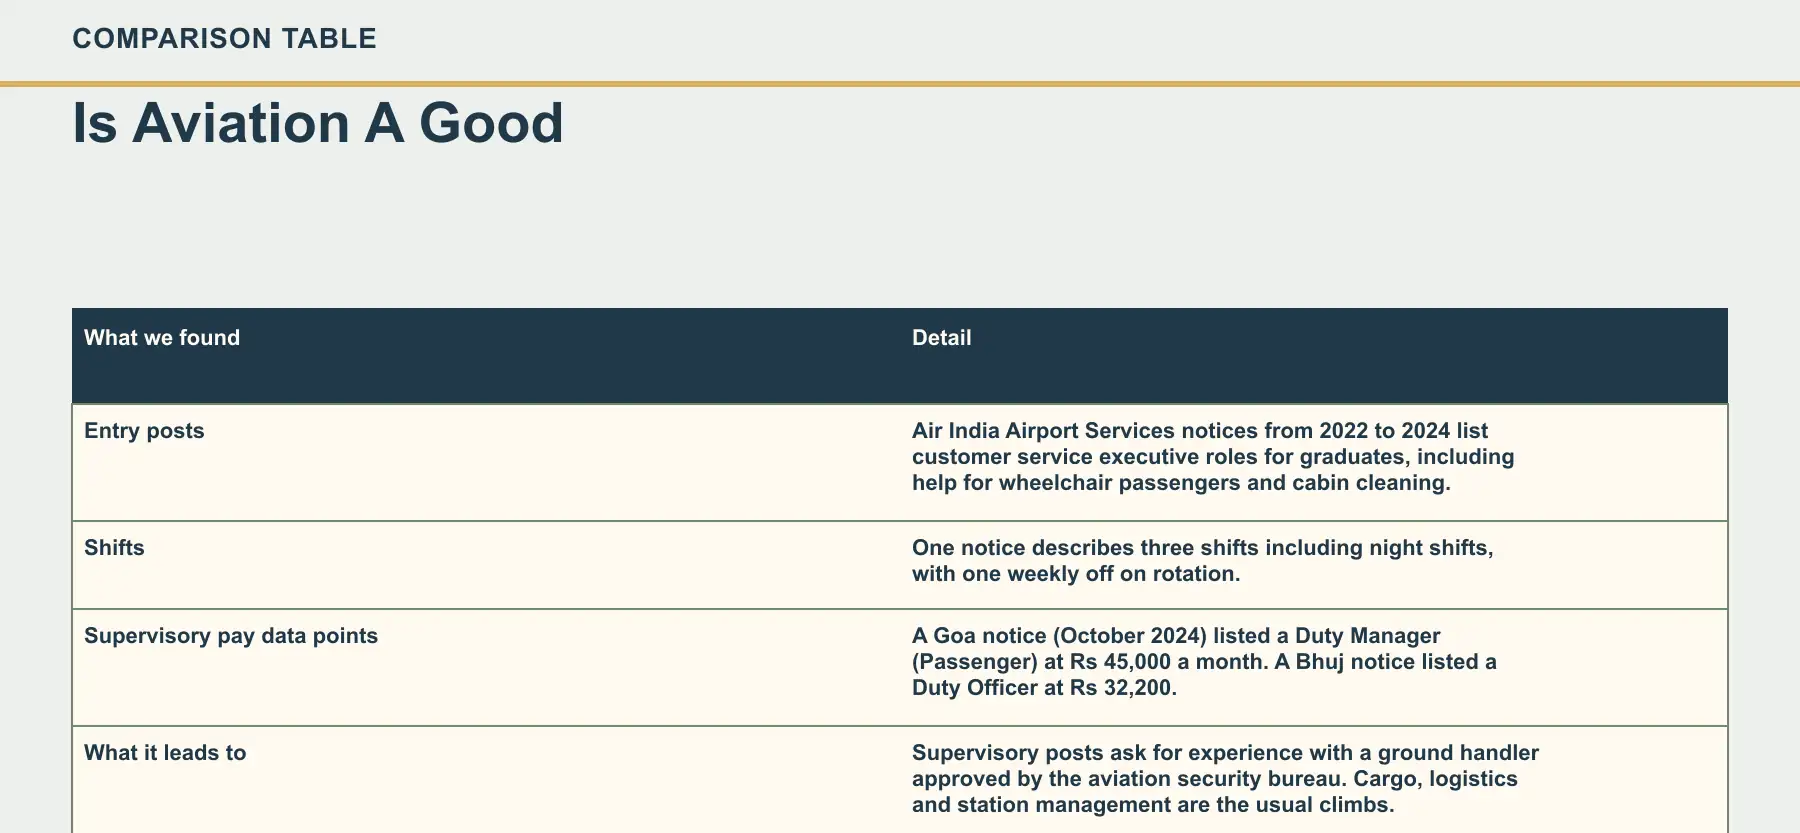 COMPARISON TABLE
Is Aviation A Good
What we found
Detail
Entry posts
Air India Airport Services notices from 2022 to 2024 list
customer service executive roles for graduates, including
help for wheelchair passengers and cabin cleaning.
Shifts
One notice describes three shifts including night shifts,
with one weekly off on rotation.
Supervisory pay data points
A Goa notice (October 2024) listed a Duty Manager
(Passenger) at Rs 45,000 a month. A Bhuj notice listed a
Duty Officer at Rs 32,200.
What it leads to
Supervisory posts ask for experience with a ground handler
approved by the aviation security bureau. Cargo, logistics
and station management are the usual climbs.